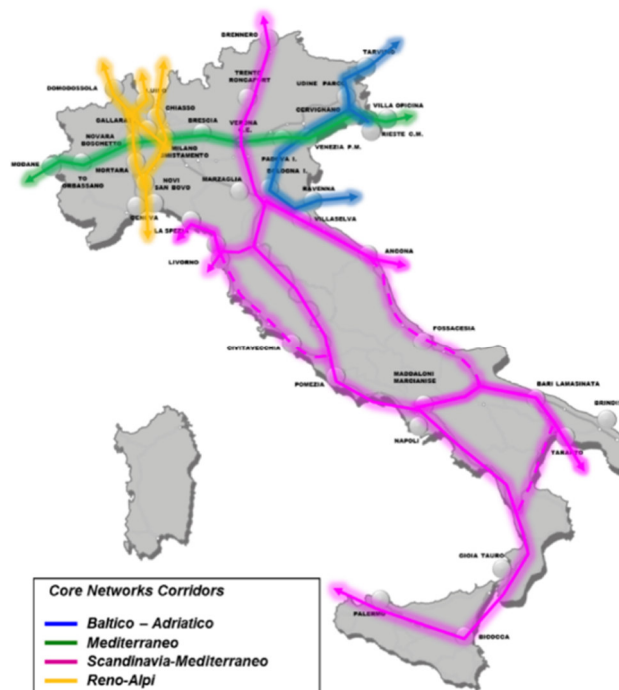 BRENNERO
TARVISIO
TRENTO
RONCAFORT
UDINE PARCO
DOMODOSSOLA
CHIASSO
CERVIGNANO
VILLA OPICINA
GALLARATE
BRESCIA
VERONA
Q.E.
TRIESTE C.M.
NOVARA
BOSCHETTO
MILANO
SMISTAMENTO
VENEZIA P.M.
MODANE
PADOVA I.
TO
ORBASSANO
MORTARA
BOLOGNA I.
NOVI
SAN BOVO
MARZAGLIA
RAVENNA
GENOVA
VILLASELVA
LA SPEZIA
LIVORNO
ANCONA
FOSSACESIA
CIVITAVECCHIA
MADDALONI
MARCIANISE
POMEZIA
BARI LAMASINATA
BRINDISI
NAPOLI
TARANTO
GIOIA TAURO
PALERMO
BICOCCA
Core Networks Corridors
Baltico – Adriatico
Mediterraneo
Scandinavia-Mediterraneo
Reno-Alpi